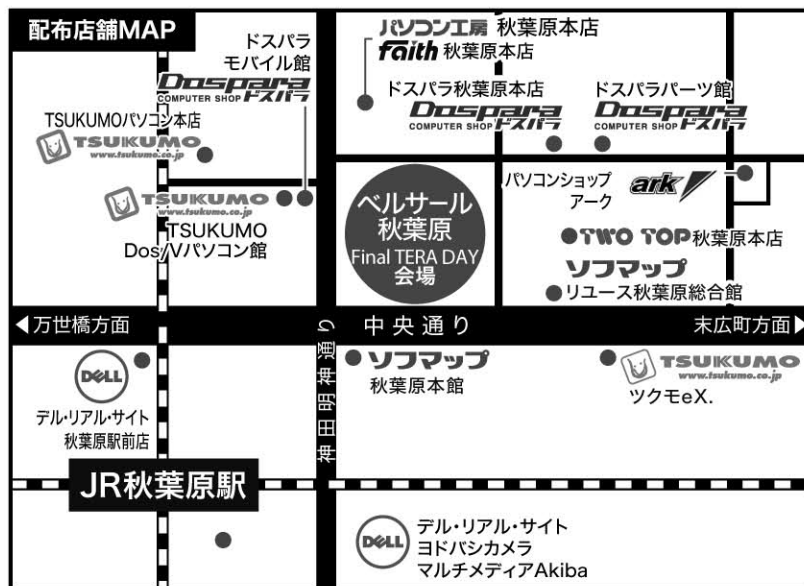 配布店舗MAP
ドスパラ
モバイル館
Dospara
COMPUTER SHOP ドスパラ
TSUKUMOパソコン本店
TSUKUMO
www.tsukumo.co.jp
TSUKUMO
www.tsukumo.co.jp
TSUKUMO
Dos/Vパソコン館
パソコン工房 秋葉原本店
faith 秋葉原本店
ドスパラ秋葉原本店
Dospara
COMPUTER SHOP ドスパラ
ドスパラパーツ館
Dospara
COMPUTER SHOP ドスパラ
ベルサール
秋葉原
Final TERA DAY
会場
パソコンショップ
アーク
ark
TWO TOP秋葉原本店
ソフマップ
リユース秋葉原総合館
◀万世橋方面
中央通り
末広町方面▶
神田明神通り
DELL
デル・リアル・サイト
秋葉原駅前店
ソフマップ
秋葉原本館
TSUKUMO
www.tsukumo.co.jp
ツクモeX.
JR秋葉原駅
DELL
デル・リアル・サイト
ヨドバシカメラ
マルチメディアAkiba